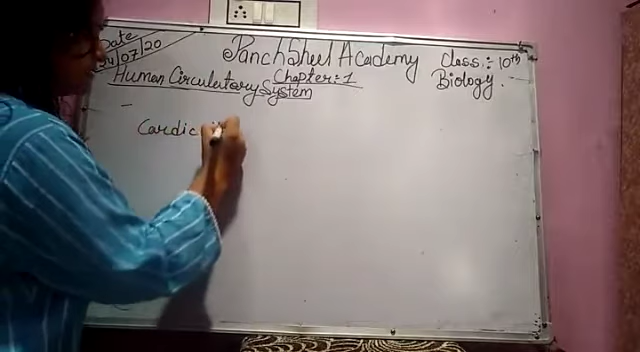 Date
24/07/20
Panchsheel Academy
Class.:- 10th
Chapter:-1
Biology.
Human Circulatory System
Cardic